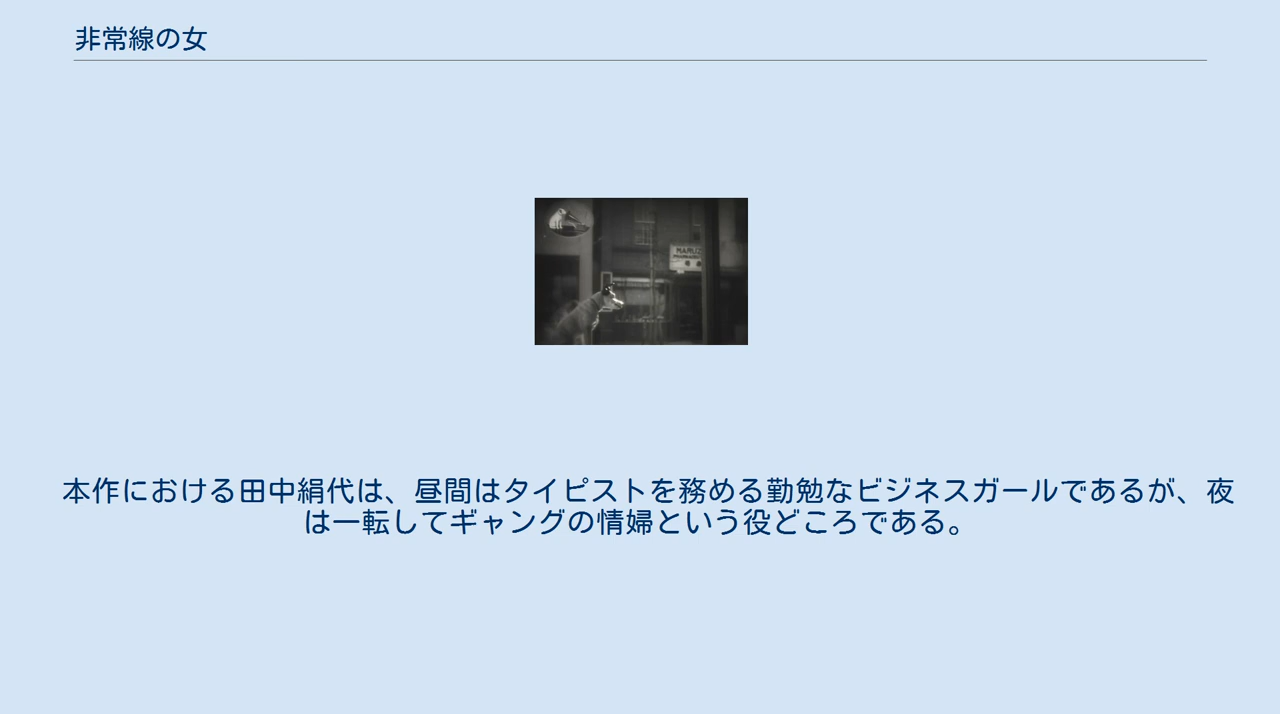 非常線の女
MARUZ
本作における田中絹代は、昼間はタイピストを務める勤勉なビジネスガールであるが、夜
は一転してギャングの情婦という役どころである。